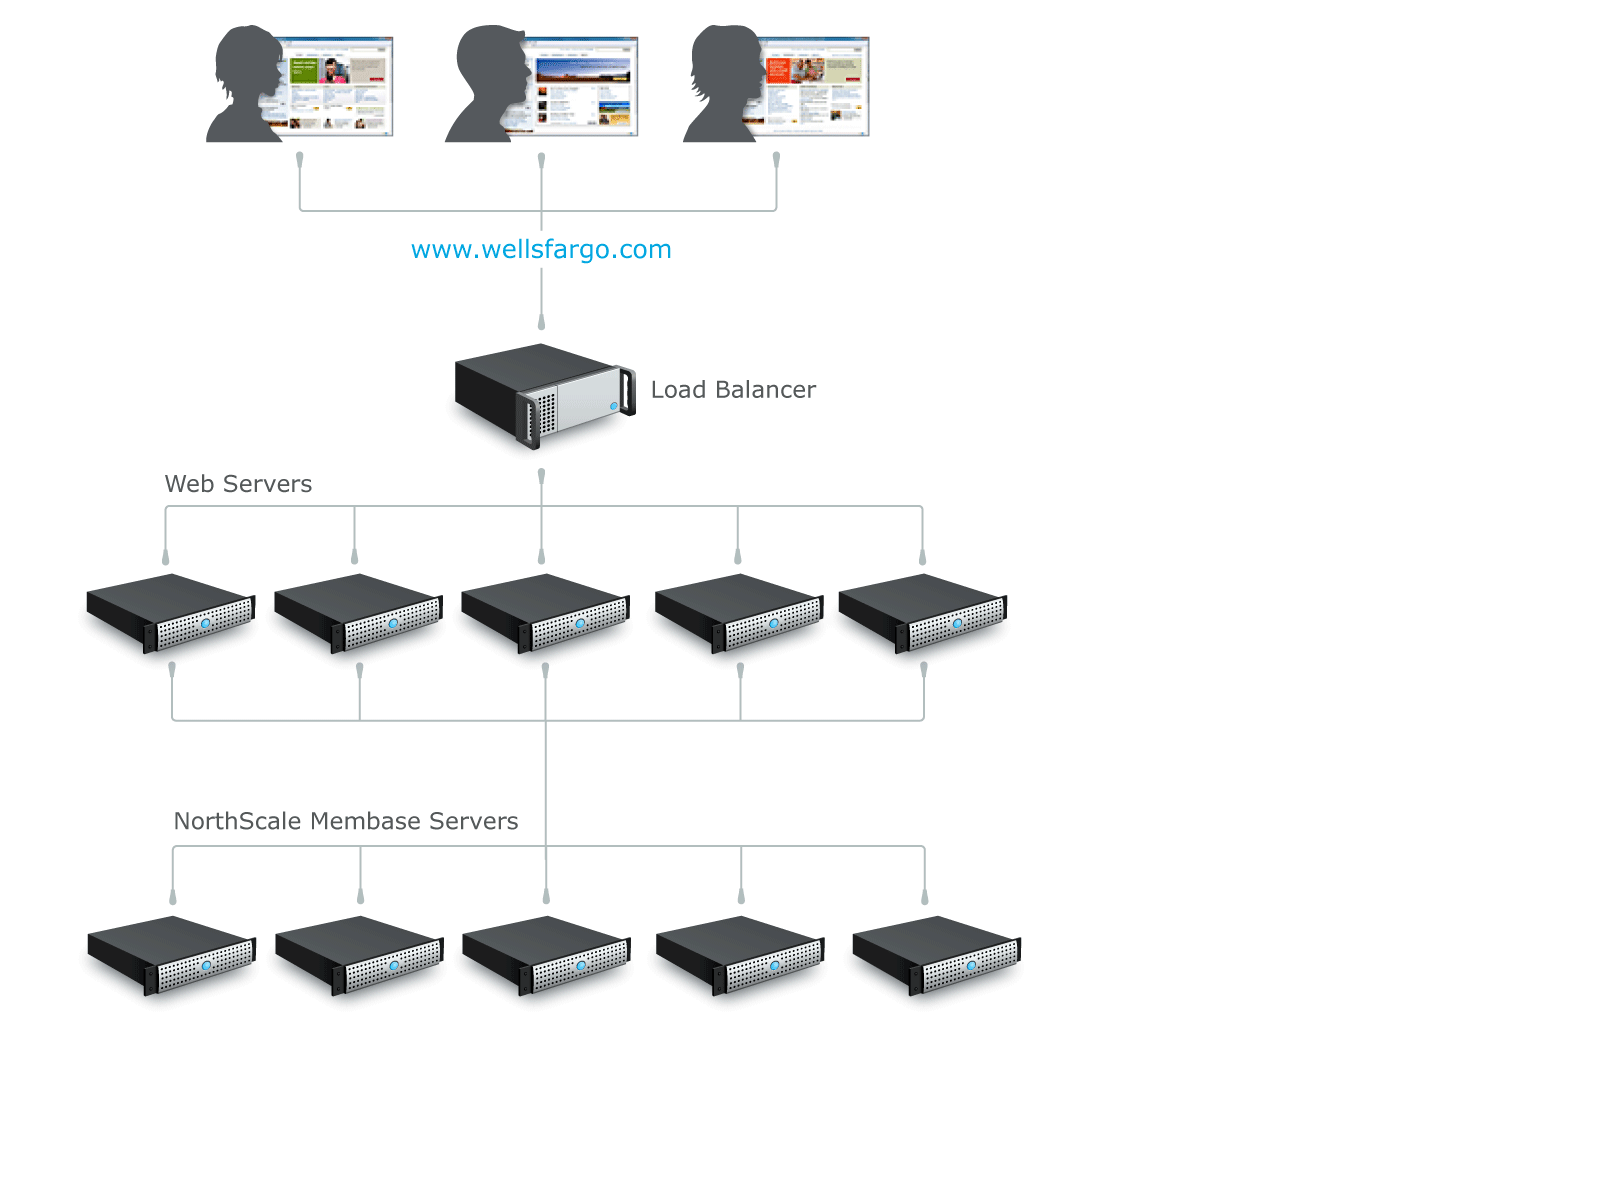 www.wellsfargo.com
Load Balancer
Web Servers
NorthScale Membase Servers